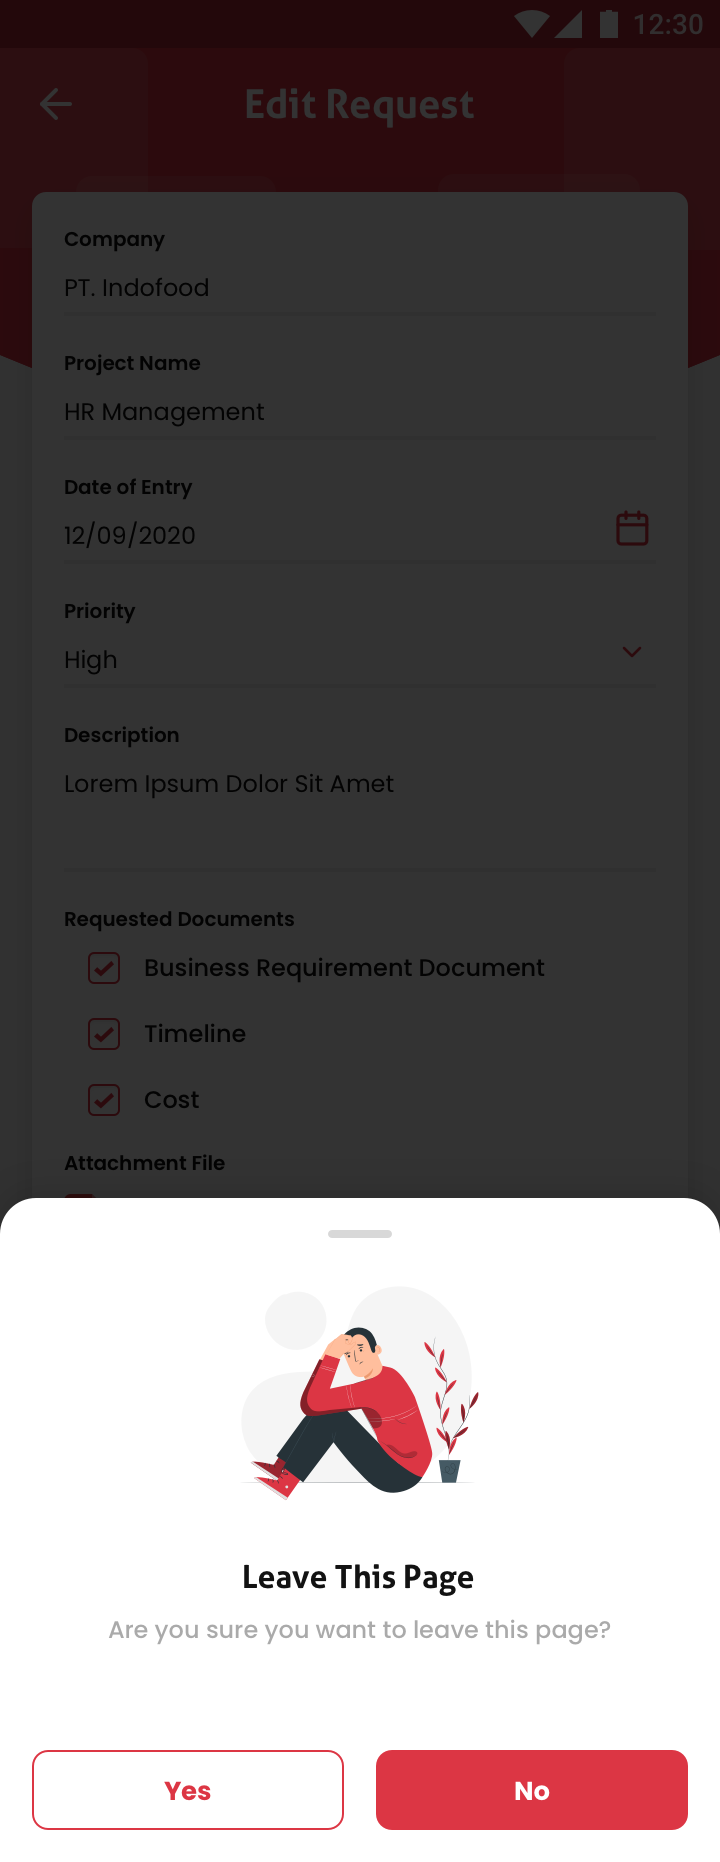 12:30
Edit Request
Company
PT. Indofood
Project Name
HR Management
Date of Entry
12/09/2020
Priority
High
Description
Lorem Ipsum Dolor Sit Amet
Requested Documents
Business Requirement Document
Timeline
Cost
Attachment File
Leave This Page
Are you sure you want to leave this page?
Yes
No